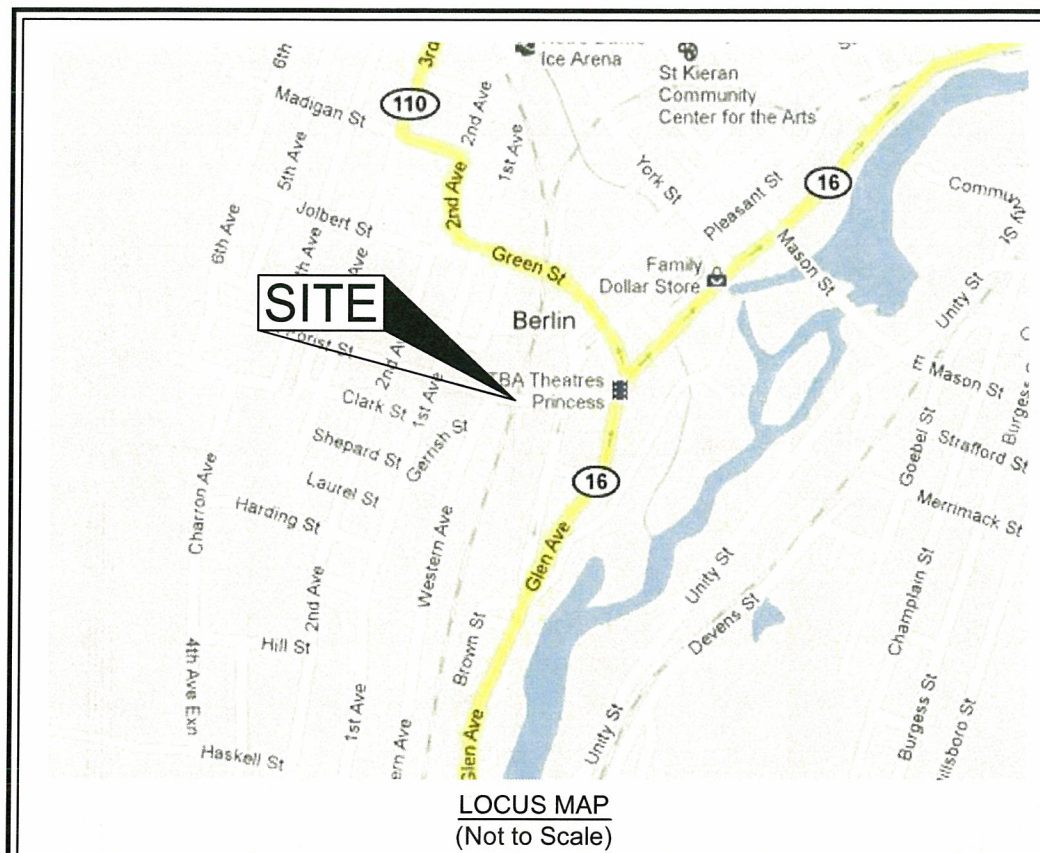 6th
3rd
Ice Arena
St Kieran
Community
Center for the Arts
Madigan St
110
2nd Ave
1st Ave
5th Ave
York St
Pleasant St
16
Jolbert St
2nd Ave
6th Ave
Ave
Ave
Green St
Mason St
Unity St
Family
Dollar Store
SITE
Berlin
2nd
TBA Theatres
Princess
E Mason St
Clark St
1st Ave
Gerrish St
Shepard St
Goebel St
Strafford St
Burgess
Laurel St
16
Merrimack St
Charron Ave
Harding St
Western Ave
Glen Ave
Unity St
Champlain St
2nd Ave
Devens St
Hill St
Brown St
4th Ave Exn
1st Ave
Glen Ave
Unity St
Burgess St
Haskell St
LOCUS MAP
(Not to Scale)